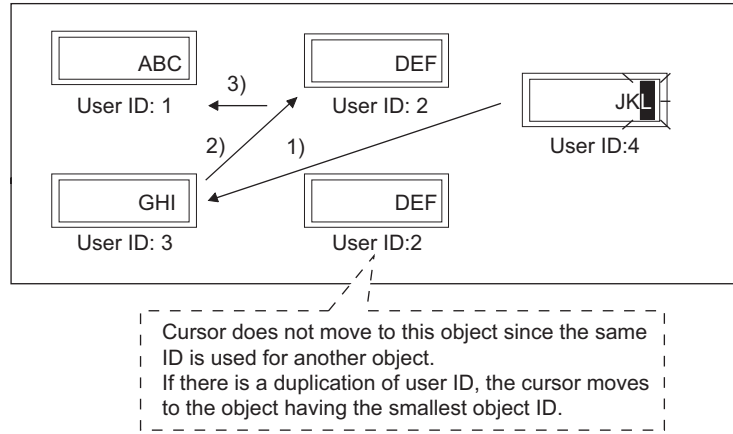 ABC
DEF
JKL
3)
User ID: 1
User ID: 2
User ID:4
2)
1)
GHI
DEF
User ID: 3
User ID:2
Cursor does not move to this object since the same
ID is used for another object.
If there is a duplication of user ID, the cursor moves
to the object having the smallest object ID.